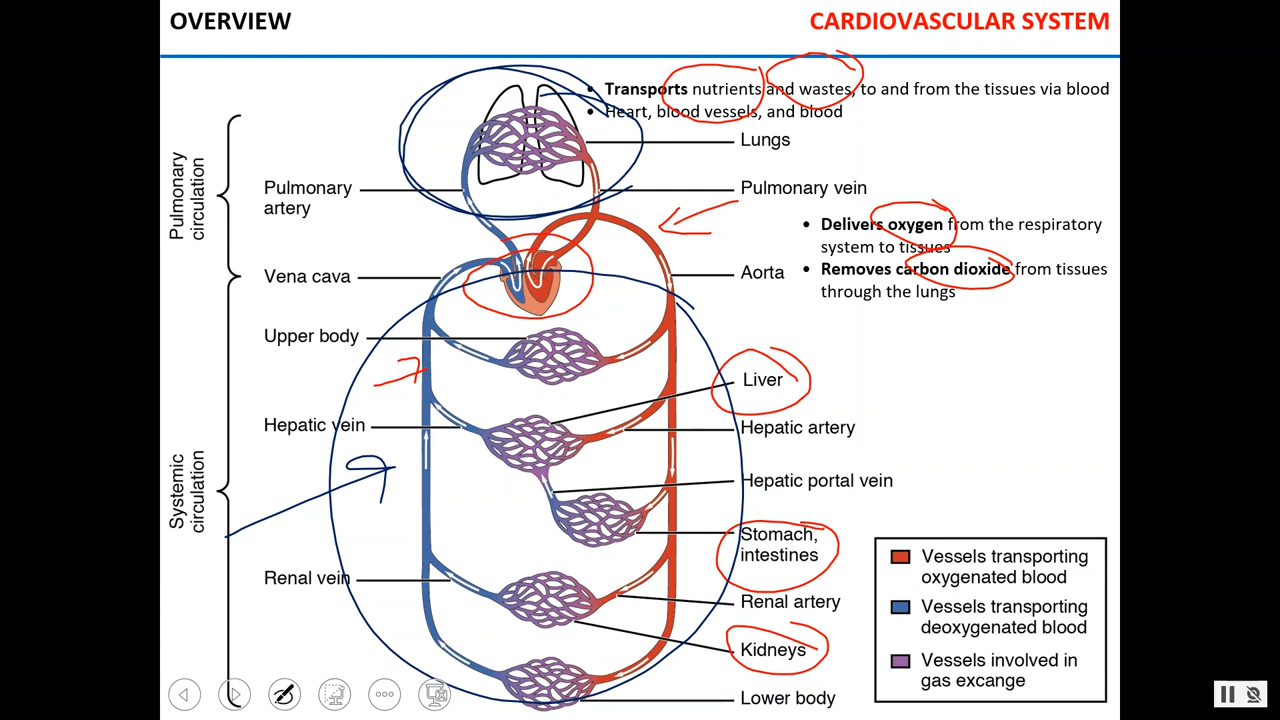 OVERVIEW
CARDIOVASCULAR SYSTEM
• Transports nutrients and wastes, to and from the tissues via blood
• Heart, blood vessels, and blood
Lungs
Pulmonary
circulation
Pulmonary
artery
Pulmonary vein
• Delivers oxygen from the respiratory
system to tissues
• Removes carbon dioxide from tissues
through the lungs
Vena cava
Aorta
Upper body
Liver
Hepatic vein
Hepatic artery
Hepatic portal vein
Systemic
circulation
Stomach,
intestines
Renal vein
Renal artery
Kidneys
Lower body
Vessels transporting
oxygenated blood
Vessels transporting
deoxygenated blood
Vessels involved in
gas excange